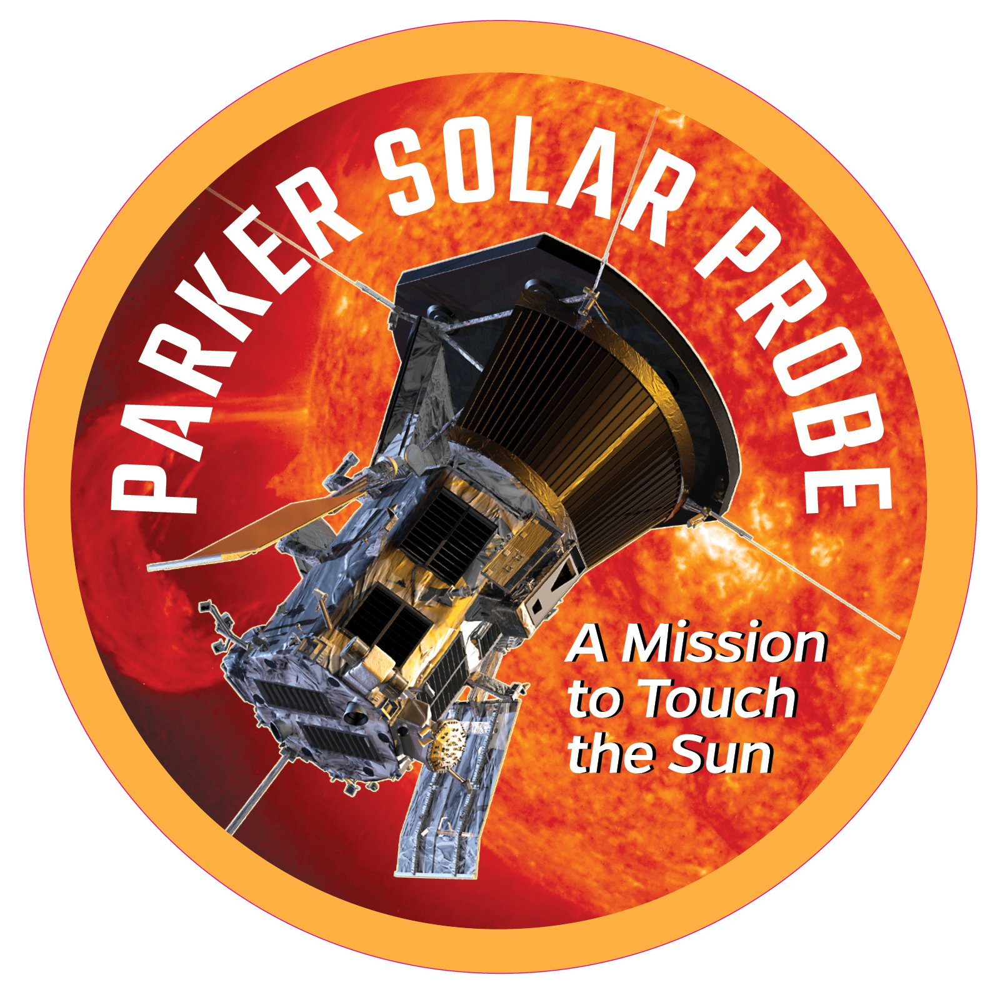 PARKER SOLAR PROBE
A Mission
to Touch
the Sun